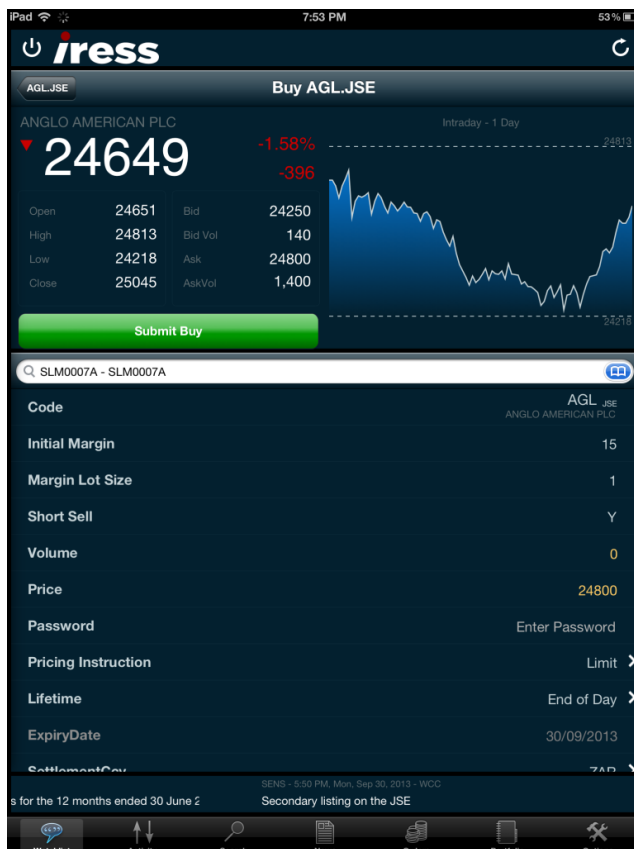 iPad 7:53 PM 53%
iress
AGL.JSE Buy AGL.JSE
ANGLO AMERICAN PLC
24649
-1.58%
-396
Intraday - 1 Day
24813
24218
Open 24651 Bid 24250
High 24813 Bid Vol 140
Low 24218 Ask 24800
Close 25045 AskVol 1,400
Submit Buy
SLM0007A - SLM0007A
Code AGL JSE
ANGLO AMERICAN PLC
Initial Margin 15
Margin Lot Size 1
Short Sell Y
Volume 0
Price 24800
Password Enter Password
Pricing Instruction Limit
Lifetime End of Day
ExpiryDate 30/09/2013
SettlementCcy ZAR
SENS - 5:50 PM, Mon, Sep 30, 2013 - WCC
s for the 12 months ended 30 June 2 Secondary listing on the JSE